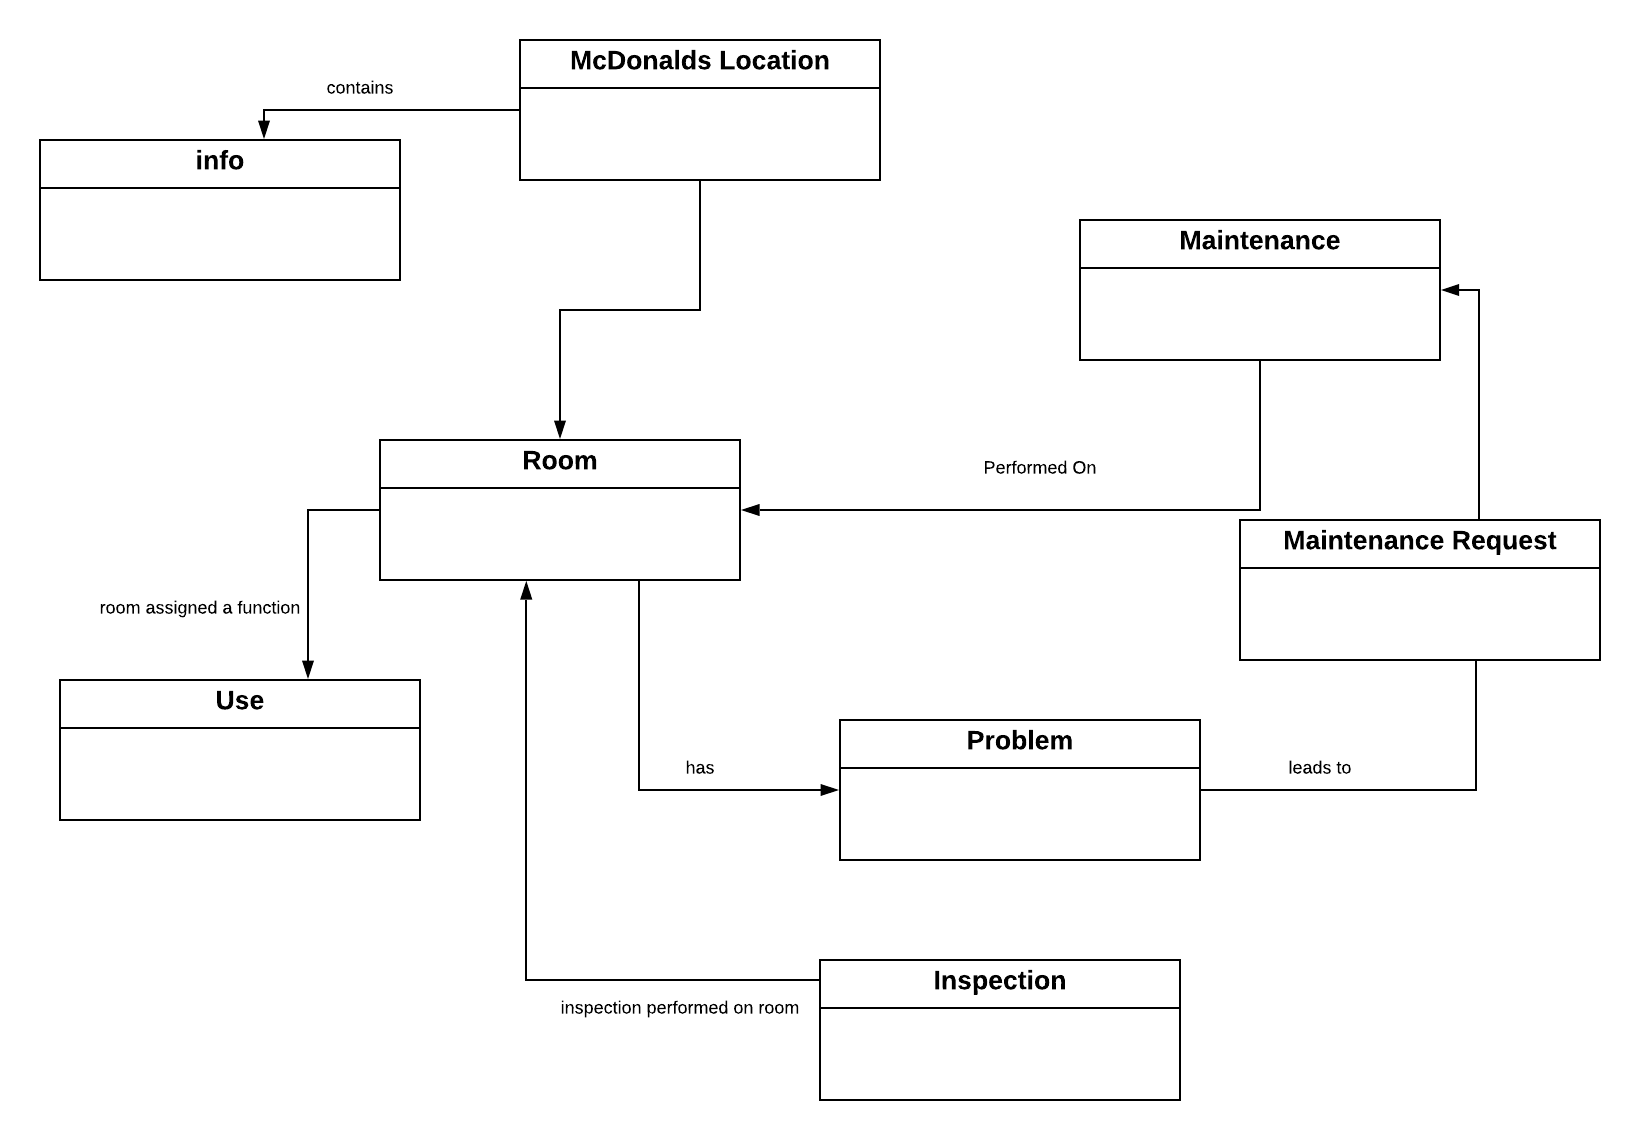 McDonalds Location
contains
info
Maintenance
Room
Performed On
Maintenance Request
room assigned a function
Use
Problem
has
leads to
Inspection
inspection performed on room